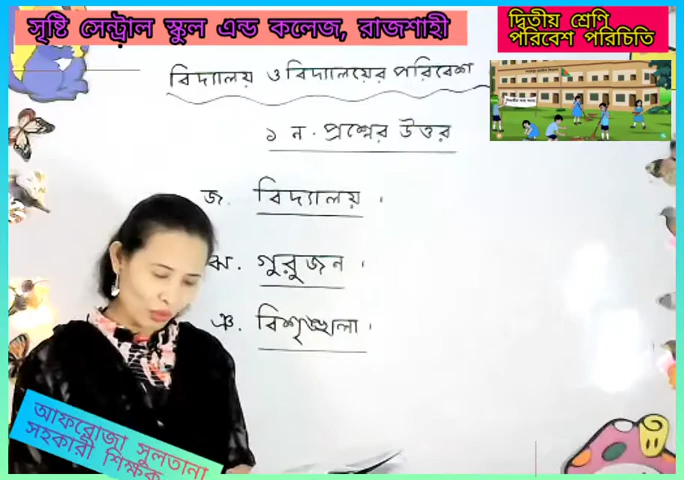 সৃষ্টি সেন্ট্রাল স্কুল এন্ড কলেজ, রাজশাহী
দ্বিতীয় শ্রেণি
পরিবেশ পরিচিতি
বিদ্যালয় ও বিদ্যালয়ের পরিবেশ
১ ন. প্রশ্নের উত্তর
জ. বিদ্যালয় .
ঝ. গুরুজন .
ঞ. বিশৃঙ্খলা .
আফরোজা সুলতানা
সহকারী শিক্ষক